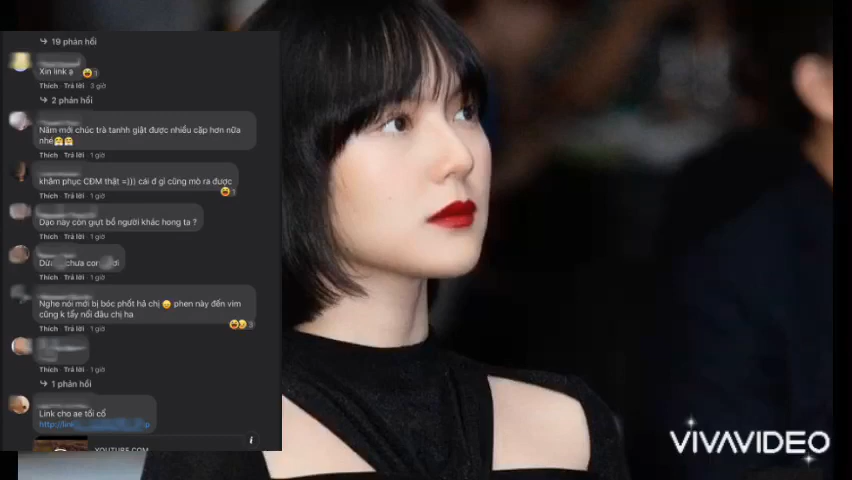 19 phản hồi
Xin link ạ
3
Thích Trả lời 3 giờ
2 phản hồi
Năm mới chúc trà tanhh giật được nhiều cặp hơn nữa
nhé
Thích Trả lời 1 giờ
khâm phục CĐM thật =))) cái đ gì cũng mò ra được
Thích Trả lời 1 giờ
Dạo này còn giựt bồ người khác hong ta ?
Thích Trả lời 1 giờ
Thích Trả lời 1 giờ
Nghe nói mới bị bóc phốt hả chị phen này đến vim
cũng k tẩy nổi đâu chị ha
3
Thích Trả lời 1 giờ
Thích Trả lời 1 giờ
1 phản hồi
Link cho ae tối cổ
YOUTUBE.COM
VIVAVIDEO